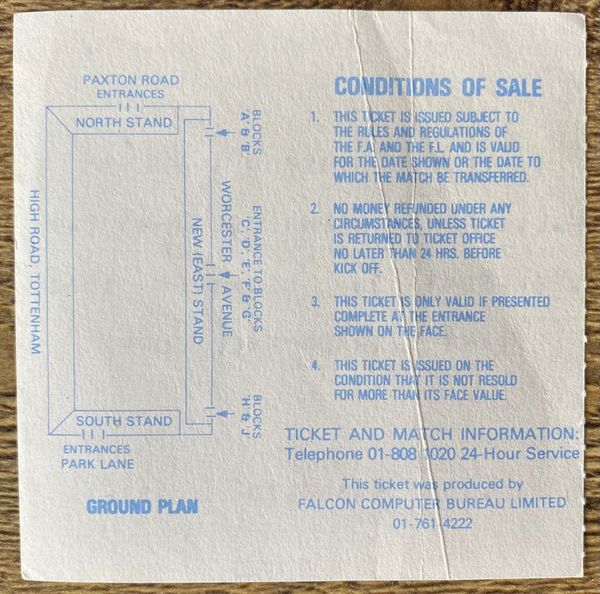 PAXTON ROAD
ENTRANCES
NORTH STAND
BLOCKS
'A', & 'B'
HIGH ROAD, TOTTENHAM
NEW (EAST) STAND
WORCESTER AVENUE
ENTRANCE TO BLOCKS
'C', 'D', 'E', 'F' & 'G'
BLOCKS
'H' & 'J'
SOUTH STAND
ENTRANCES
PARK LANE
GROUND PLAN
CONDITIONS OF SALE
1. THIS TICKET IS ISSUED SUBJECT TO
THE RULES AND REGULATIONS OF
THE F.A. AND THE F.L. AND IS VALID
FOR THE DATE SHOWN OR THE DATE TO
WHICH THE MATCH BE TRANSFERRED.
2. NO MONEY REFUNDED UNDER ANY
CIRCUMSTANCES, UNLESS TICKET
IS RETURNED TO TICKET OFFICE
NO LATER THAN 24 HRS. BEFORE
KICK OFF.
3. THIS TICKET IS ONLY VALID IF PRESENTED
COMPLETE AT THE ENTRANCE
SHOWN ON THE FACE.
4. THIS TICKET IS ISSUED ON THE
CONDITION THAT IT IS NOT RESOLD
FOR MORE THAN ITS FACE VALUE.
TICKET AND MATCH INFORMATION:
Telephone 01-808 3020 24-Hour Service
This ticket was produced by
FALCON COMPUTER BUREAU LIMITED
01-761-4222